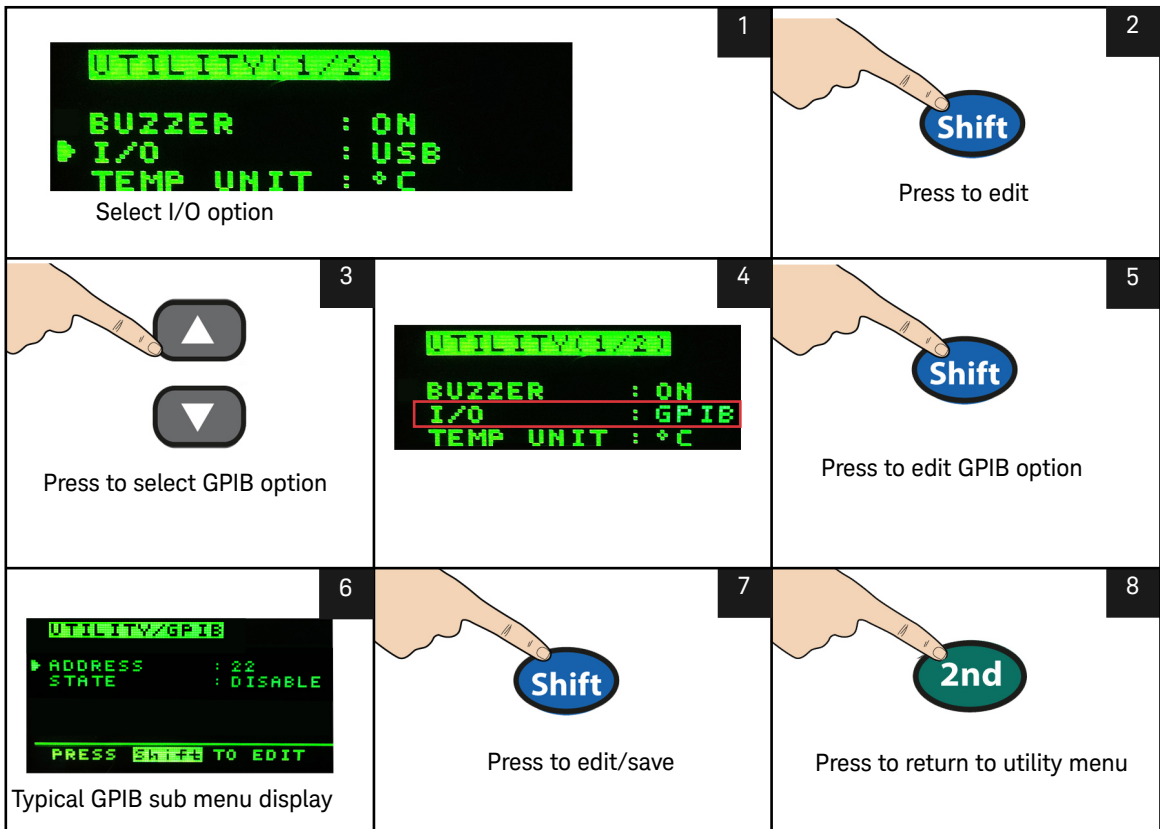 1
UTILITY(1/2)
BUZZER : ON
I/O : USB
TEMP UNIT : °C
Select I/O option
2
Shift
Press to edit
3
Press to select GPIB option
4
UTILITY(1/2)
BUZZER : ON
I/O : GPIB
TEMP UNIT : °C
5
Shift
Press to edit GPIB option
6
UTILITY/GPIB
ADDRESS : 22
STATE : DISABLE
PRESS Shift TO EDIT
Typical GPIB sub menu display
7
Shift
Press to edit/save
8
2nd
Press to return to utility menu